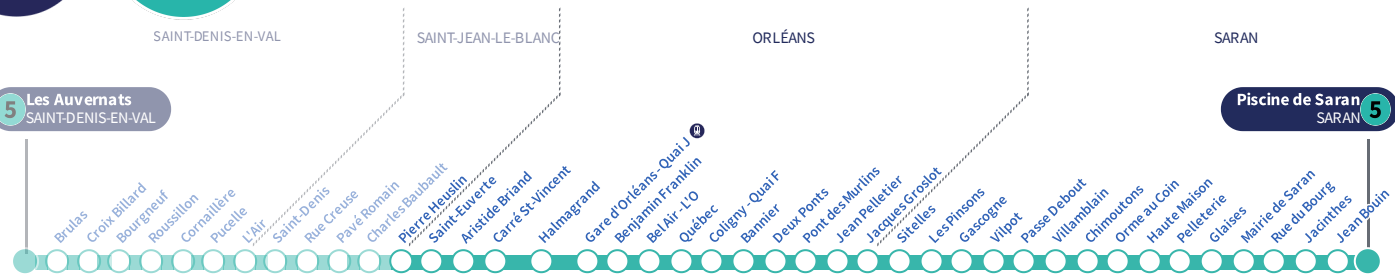 SAINT-DENIS-EN-VAL
SAINT-JEAN-LE-BLANC
ORLÉANS
SARAN
5
Les Auvernats
SAINT-DENIS-EN-VAL
Piscine de Saran
SARAN
5
Brulas
Croix Billard
Bourgneuf
Roussillon
Cornaillère
Pucelle
L'Air
Saint-Denis
Rue Creuse
Pavé Romain
Charles Baubault
Pierre Heuslin
Saint-Euverte
Aristide Briand
Carré St-Vincent
Halmagrand
Gare d'Orléans - Quai J
Benjamin Franklin
Bel Air - L'O
Québec
Coligny - Quai F
Bannier
Deux Ponts
Pont des Murlins
Jean Pelletier
Jacques Groslot
Sitelles
Les Pinsons
Gascogne
Vilpot
Passe Debout
Villamblain
Chimoutons
Orme au Coin
Haute Maison
Pelleterie
Glaises
Mairie de Saran
Rue du Bourg
Jacinthes
Jean Bouin